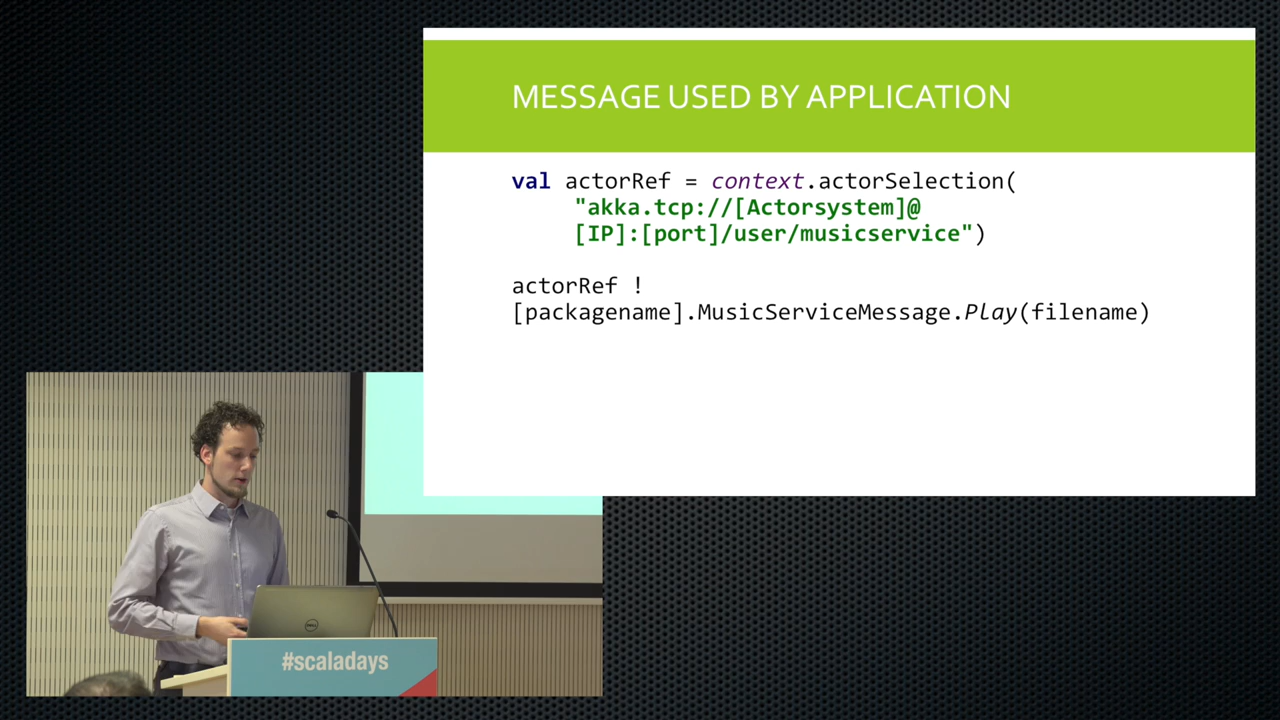 MESSAGE USED BY APPLICATION
val actorRef = context.actorSelection(
"akka.tcp://[Actorsystem]@
[IP]:[port]/user/musicservice")
actorRef !
[packagename].MusicServiceMessage.Play(filename)
DELL
#scaladays